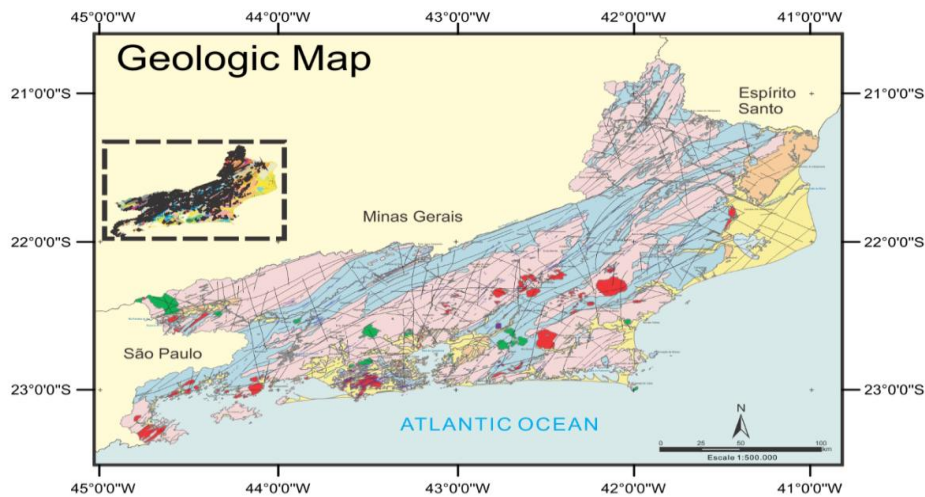 45°0'0"W 44°0'0"W 43°0'0"W 42°0'0"W 41°0'0"W
Geologic Map
21°0'0"S
21°0'0"S
Espírito
Santo
Minas Gerais
22°0'0"S
22°0'0"S
São Paulo
23°0'0"S
23°0'0"S
ATLANTIC OCEAN
N
0 25 50 100
km
Escale 1:500.000
45°0'0"W 44°0'0"W 43°0'0"W 42°0'0"W 41°0'0"W